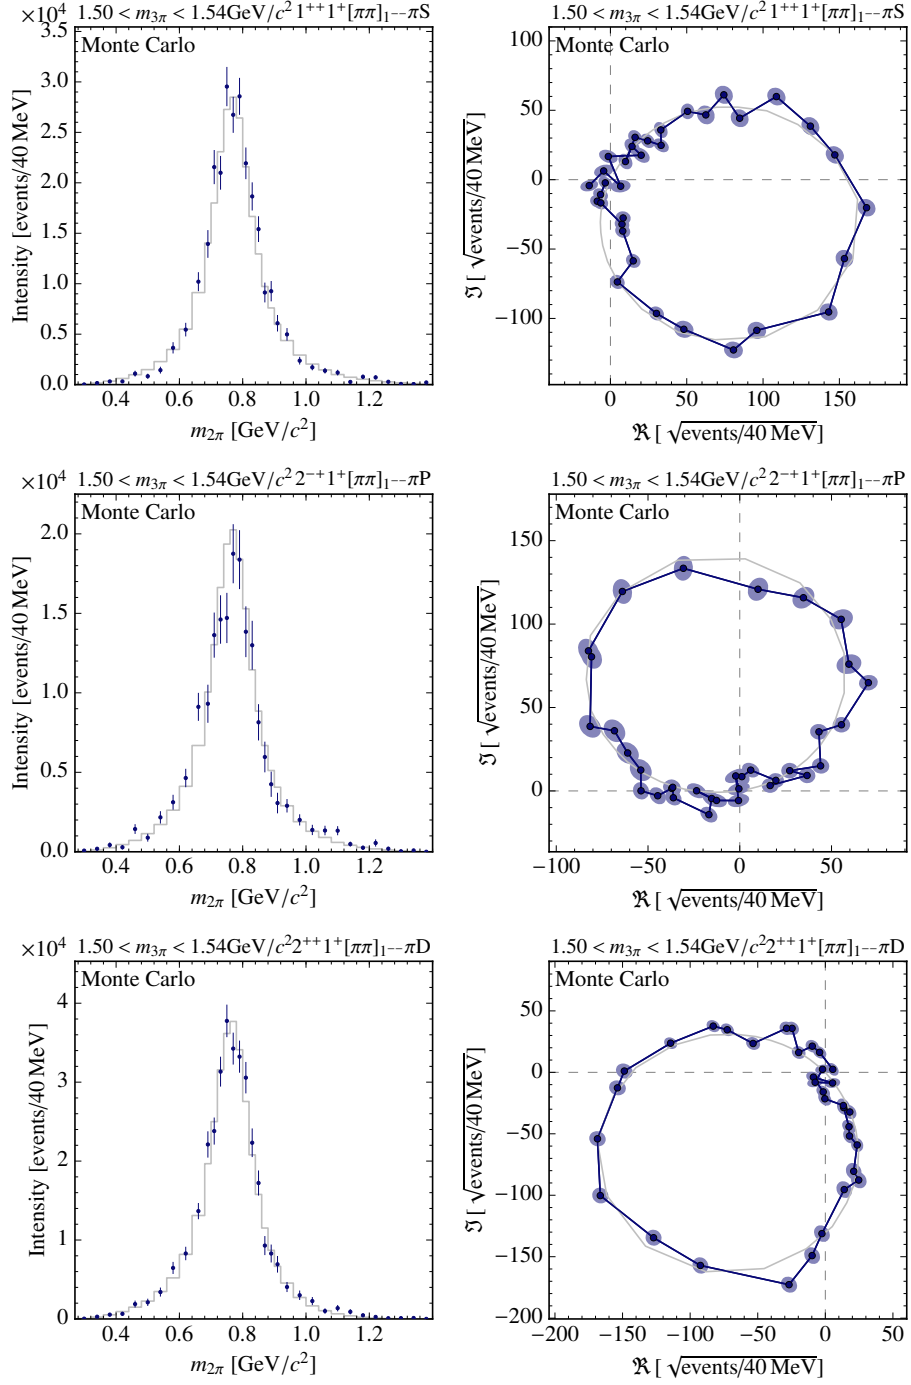 1.50 < m3π < 1.54GeV/c² 1⁺⁺1⁺[ππ]1⁻⁻πS
×10⁴
Monte Carlo
3.5
3.0
2.5
2.0
1.5
1.0
0.5
0.0
Intensity [events/40 MeV]
0.4 0.6 0.8 1.0 1.2
m2π [GeV/c²]
1.50 < m3π < 1.54GeV/c² 1⁺⁺1⁺[ππ]1⁻⁻πS
Monte Carlo
100
50
0
−50
−100
ℑ [√events/40 MeV]
0 50 100 150
ℜ [√events/40 MeV]
1.50 < m3π < 1.54GeV/c² 2⁻⁺1⁺[ππ]1⁻⁻πP
×10⁴
Monte Carlo
2.0
1.5
1.0
0.5
0.0
Intensity [events/40 MeV]
0.4 0.6 0.8 1.0 1.2
m2π [GeV/c²]
1.50 < m3π < 1.54GeV/c² 2⁻⁺1⁺[ππ]1⁻⁻πP
Monte Carlo
150
100
50
0
ℑ [√events/40 MeV]
−100 −50 0 50
ℜ [√events/40 MeV]
1.50 < m3π < 1.54GeV/c² 2⁺⁺1⁺[ππ]1⁻⁻πD
×10⁴
Monte Carlo
4
3
2
1
0
Intensity [events/40 MeV]
0.4 0.6 0.8 1.0 1.2
m2π [GeV/c²]
1.50 < m3π < 1.54GeV/c² 2⁺⁺1⁺[ππ]1⁻⁻πD
Monte Carlo
50
0
−50
−100
−150
−200
ℑ [√events/40 MeV]
−200 −150 −100 −50 0 50
ℜ [√events/40 MeV]